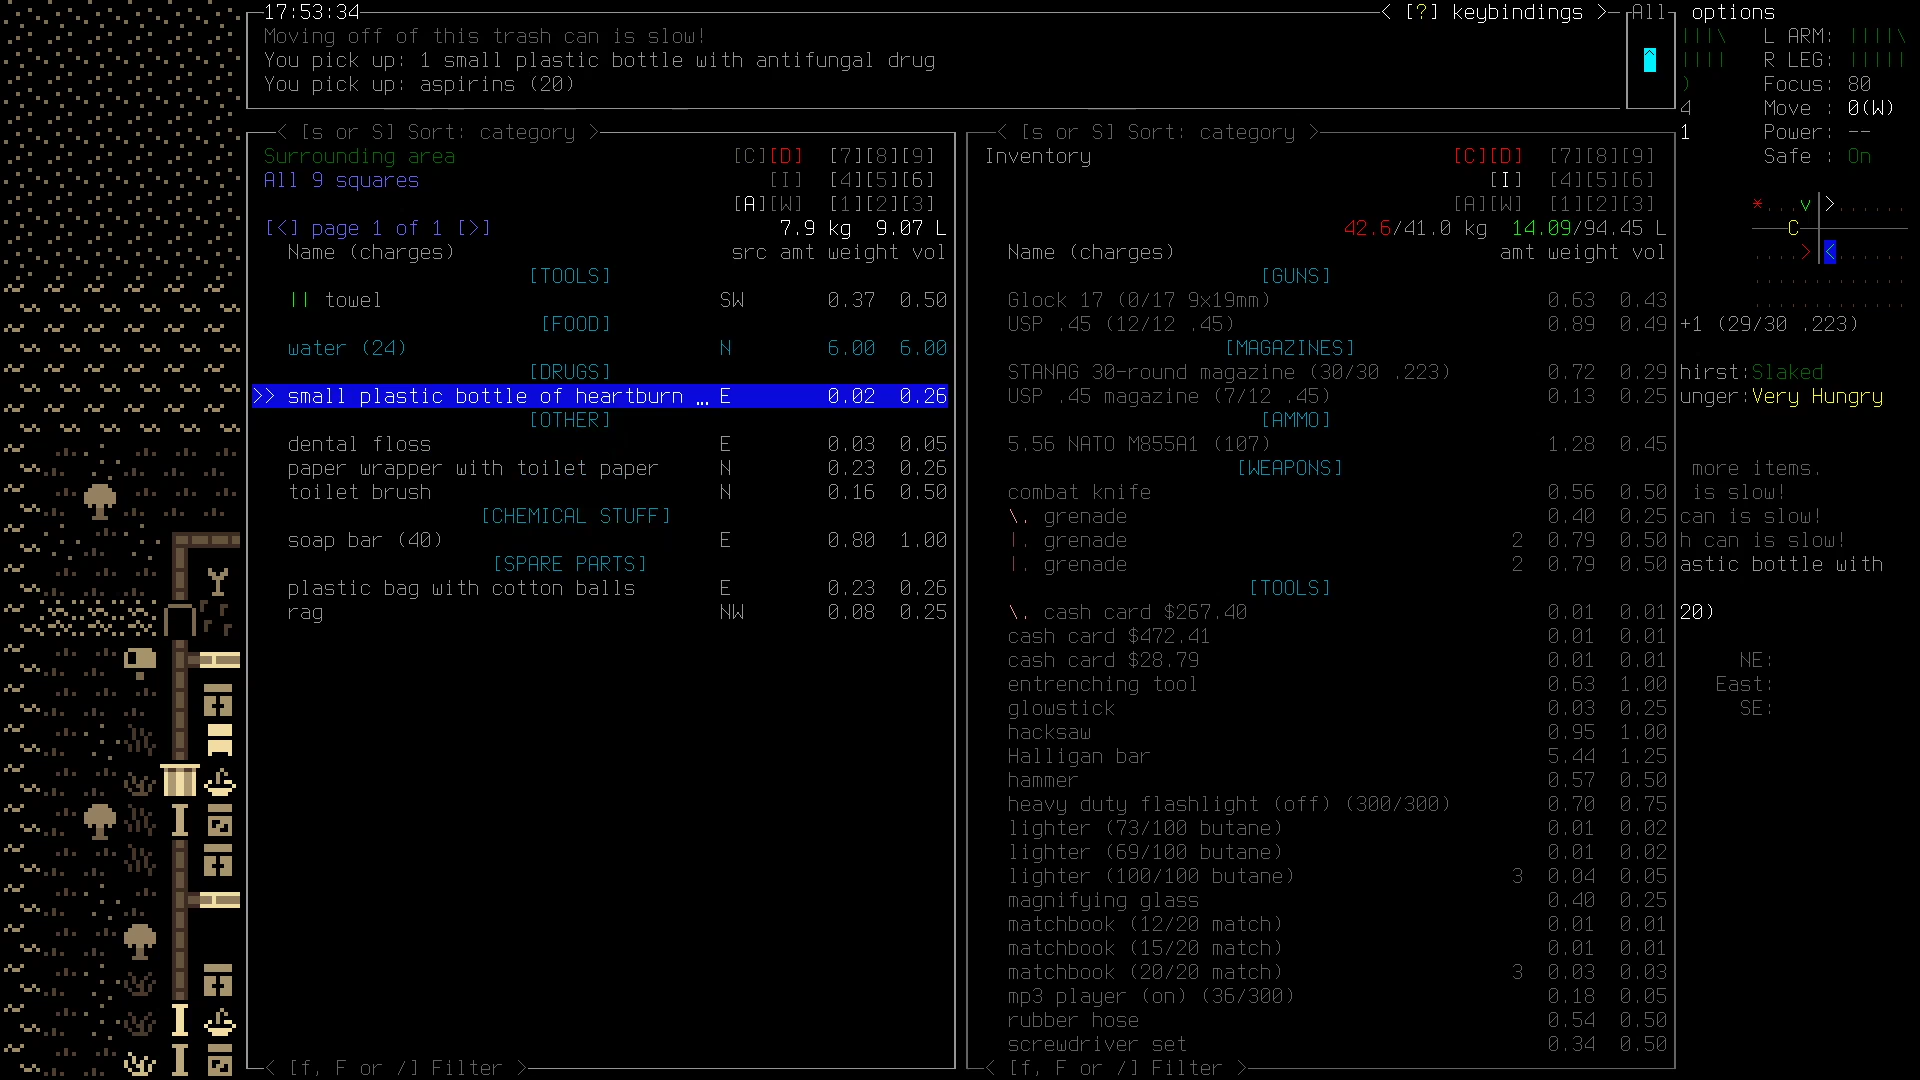 17:53:34 < [?] keybindings > All options
Moving off of this trash can is slow!
You pick up: 1 small plastic bottle with antifungal drug
You pick up: aspirins (20)
L ARM: ||||\
R LEG: |||||
Focus: 80
4 Move : 0(W)
1 Power: --
Safe : On
< [s or S] Sort: category >
Surrounding area [C][D] [7][8][9]
All 9 squares [I] [4][5][6]
[A][W] [1][2][3]
[<] page 1 of 1 [>] 7.9 kg 9.07 L
Name (charges) src amt weight vol
[TOOLS]
|| towel SW 0.37 0.50
[FOOD]
water (24) N 6.00 6.00
[DRUGS]
>> small plastic bottle of heartburn … E 0.02 0.26
[OTHER]
dental floss E 0.03 0.05
paper wrapper with toilet paper N 0.23 0.26
toilet brush N 0.16 0.50
[CHEMICAL STUFF]
soap bar (40) E 0.80 1.00
[SPARE PARTS]
plastic bag with cotton balls E 0.23 0.26
rag NW 0.08 0.25
< [f, F or /] Filter >
< [s or S] Sort: category >
Inventory [C][D] [7][8][9]
[I] [4][5][6]
[A][W] [1][2][3]
42.6/41.0 kg 14.09/94.45 L
Name (charges) amt weight vol
[GUNS]
Glock 17 (0/17 9x19mm) 0.63 0.43
USP .45 (12/12 .45) 0.89 0.49
[MAGAZINES]
STANAG 30-round magazine (30/30 .223) 0.72 0.29
USP .45 magazine (7/12 .45) 0.13 0.25
[AMMO]
5.56 NATO M855A1 (107) 1.28 0.45
[WEAPONS]
combat knife 0.56 0.50
\. grenade 0.40 0.25
|. grenade 2 0.79 0.50
|. grenade 2 0.79 0.50
[TOOLS]
\. cash card $267.40 0.01 0.01
cash card $472.41 0.01 0.01
cash card $28.79 0.01 0.01
entrenching tool 0.63 1.00
glowstick 0.03 0.25
hacksaw 0.95 1.00
Halligan bar 5.44 1.25
hammer 0.57 0.50
heavy duty flashlight (off) (300/300) 0.70 0.75
lighter (73/100 butane) 0.01 0.02
lighter (69/100 butane) 0.01 0.02
lighter (100/100 butane) 3 0.04 0.05
magnifying glass 0.40 0.25
matchbook (12/20 match) 0.01 0.01
matchbook (15/20 match) 0.01 0.01
matchbook (20/20 match) 3 0.03 0.03
mp3 player (on) (36/300) 0.18 0.05
rubber hose 0.54 0.50
screwdriver set 0.34 0.50
< [f, F or /] Filter >
+1 (29/30 .223)
hirst:Slaked
unger:Very Hungry
more items.
is slow!
can is slow!
h can is slow!
astic bottle with
20)
NE:
East:
SE: